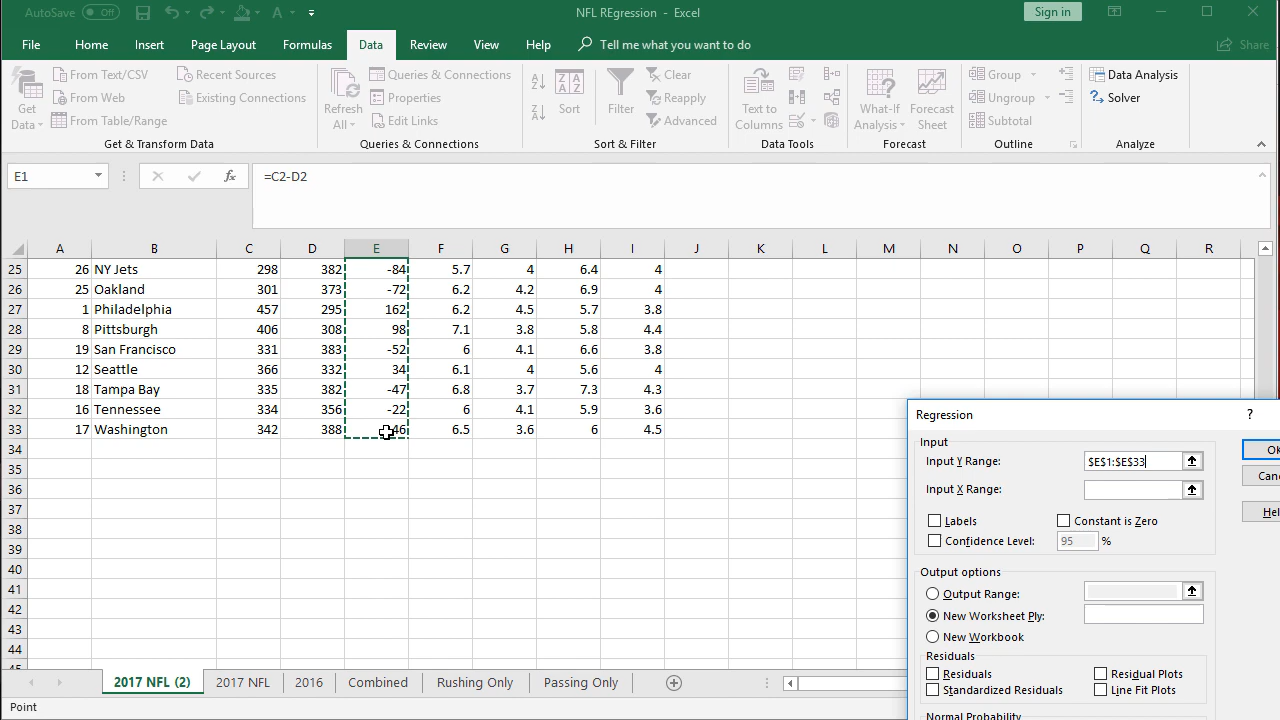 AutoSave Off NFL REgression - Excel Sign in
File Home Insert Page Layout Formulas Data Review View Help Tell me what you want to do Share
Get Data From Text/CSV From Web From Table/Range Recent Sources Existing Connections
Refresh All Queries & Connections Properties Edit Links
Sort Filter Clear Reapply Advanced
Text to Columns What-If Analysis Forecast Sheet
Group Ungroup Subtotal Data Analysis Solver
Get & Transform Data Queries & Connections Sort & Filter Data Tools Forecast Outline Analyze
E1 fx =C2-D2
A B C D E F G H I J K L M N O P Q R
25 26 NY Jets 298 382 -84 5.7 4 6.4 4
26 25 Oakland 301 373 -72 6.2 4.2 6.9 4
27 1 Philadelphia 457 295 162 6.2 4.5 5.7 3.8
28 8 Pittsburgh 406 308 98 7.1 3.8 5.8 4.4
29 19 San Francisco 331 383 -52 6 4.1 6.6 3.8
30 12 Seattle 366 332 34 6.1 4 5.6 4
31 18 Tampa Bay 335 382 -47 6.8 3.7 7.3 4.3
32 16 Tennessee 334 356 -22 6 4.1 5.9 3.6
33 17 Washington 342 388 46 6.5 3.6 6 4.5
34
35
36
37
38
39
40
41
42
43
44
45
Regression ?
Input
Input Y Range: $E$1:$E$33
Input X Range:
Labels Constant is Zero
Confidence Level: 95 %
Output options
Output Range:
New Worksheet Ply:
New Workbook
Residuals
Residuals Residual Plots
Standardized Residuals Line Fit Plots
Normal Probability
OK
Canc
Hel
2017 NFL (2) 2017 NFL 2016 Combined Rushing Only Passing Only
Point